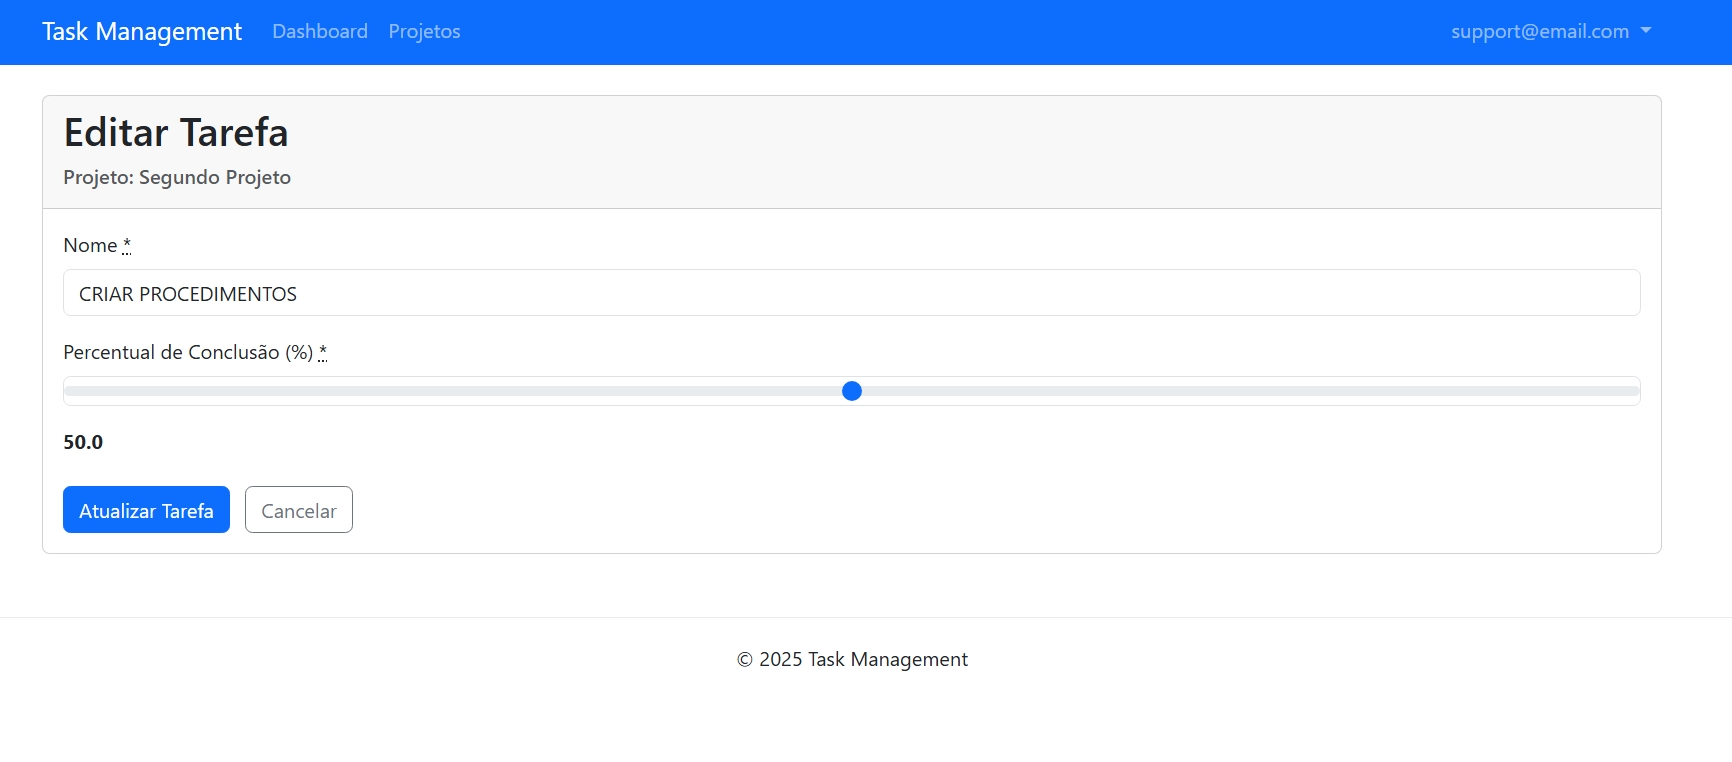 Task Management Dashboard Projetos support@email.com
Editar Tarefa
Projeto: Segundo Projeto
Nome *
CRIAR PROCEDIMENTOS
Percentual de Conclusão (%) *
50.0
Atualizar Tarefa Cancelar
© 2025 Task Management